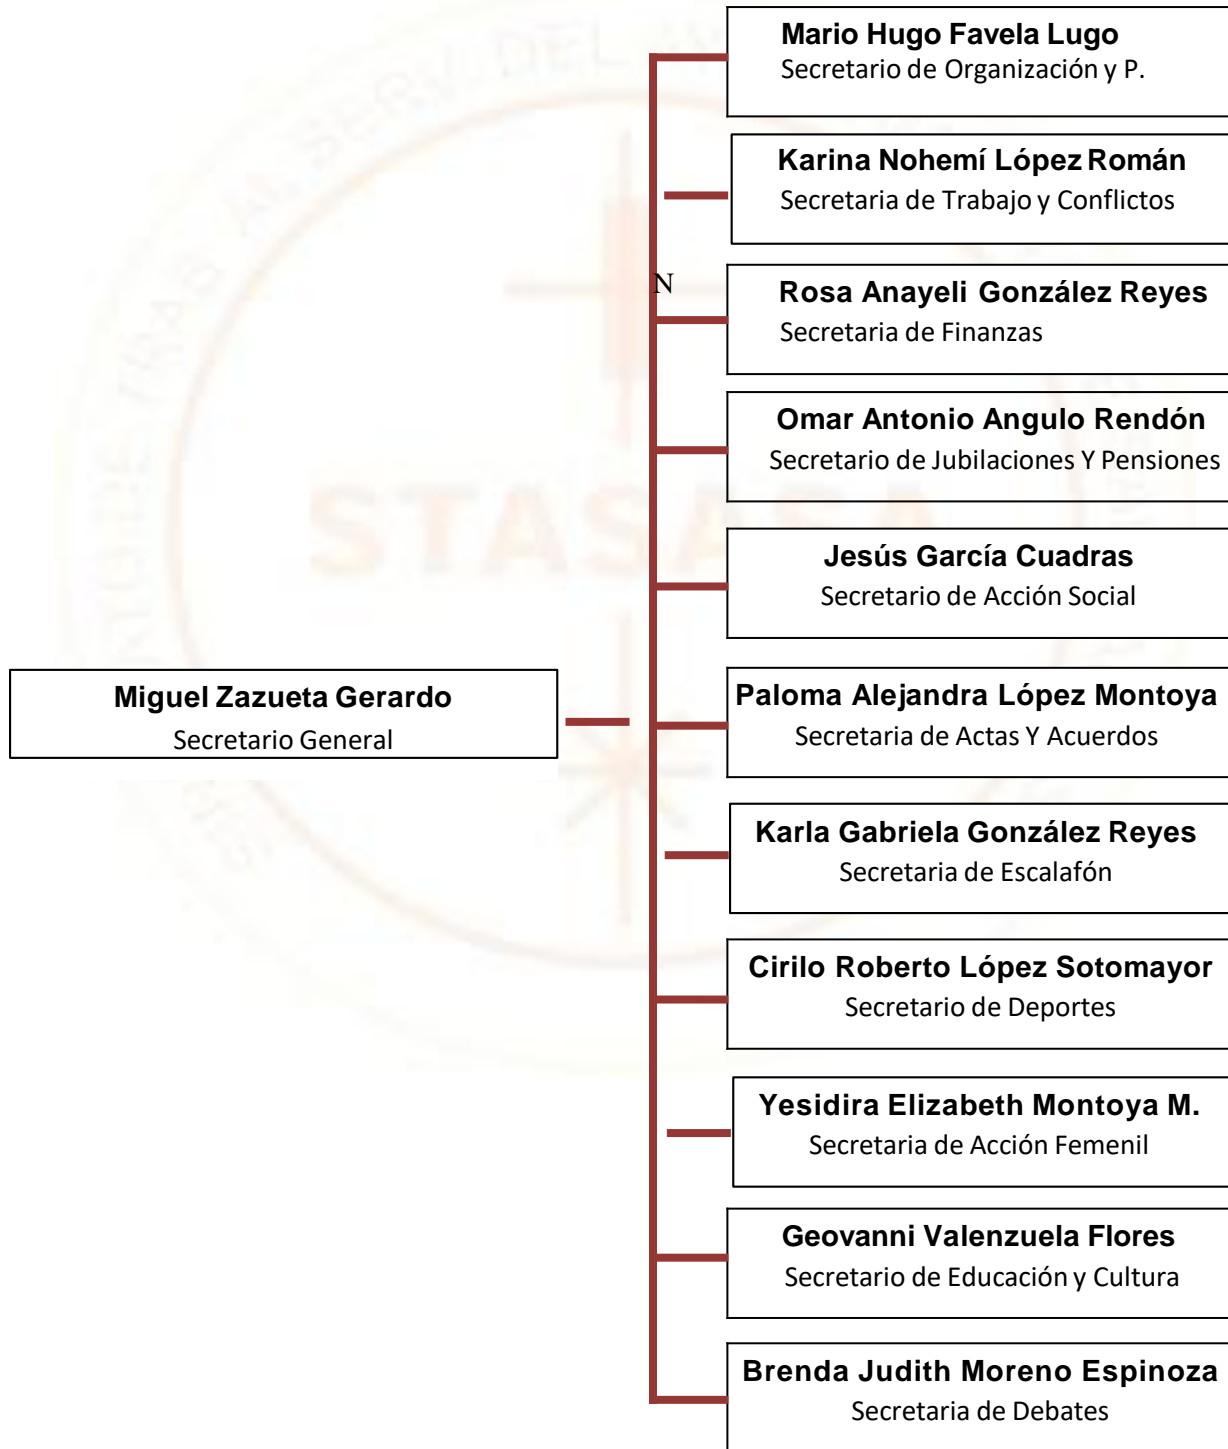 Mario Hugo Favela Lugo
Secretario de Organización y P.
Karina Nohemí López Román
Secretaria de Trabajo y Conflictos
N
Rosa Anayeli González Reyes
Secretaria de Finanzas
Omar Antonio Angulo Rendón
Secretario de Jubilaciones Y Pensiones
STASASA
Jesús García Cuadras
Secretario de Acción Social
Miguel Zazueta Gerardo
Secretario General
Paloma Alejandra López Montoya
Secretaria de Actas Y Acuerdos
Karla Gabriela González Reyes
Secretaria de Escalafón
Cirilo Roberto López Sotomayor
Secretario de Deportes
Yesidira Elizabeth Montoya M.
Secretaria de Acción Femenil
Geovanni Valenzuela Flores
Secretario de Educación y Cultura
Brenda Judith Moreno Espinoza
Secretaria de Debates